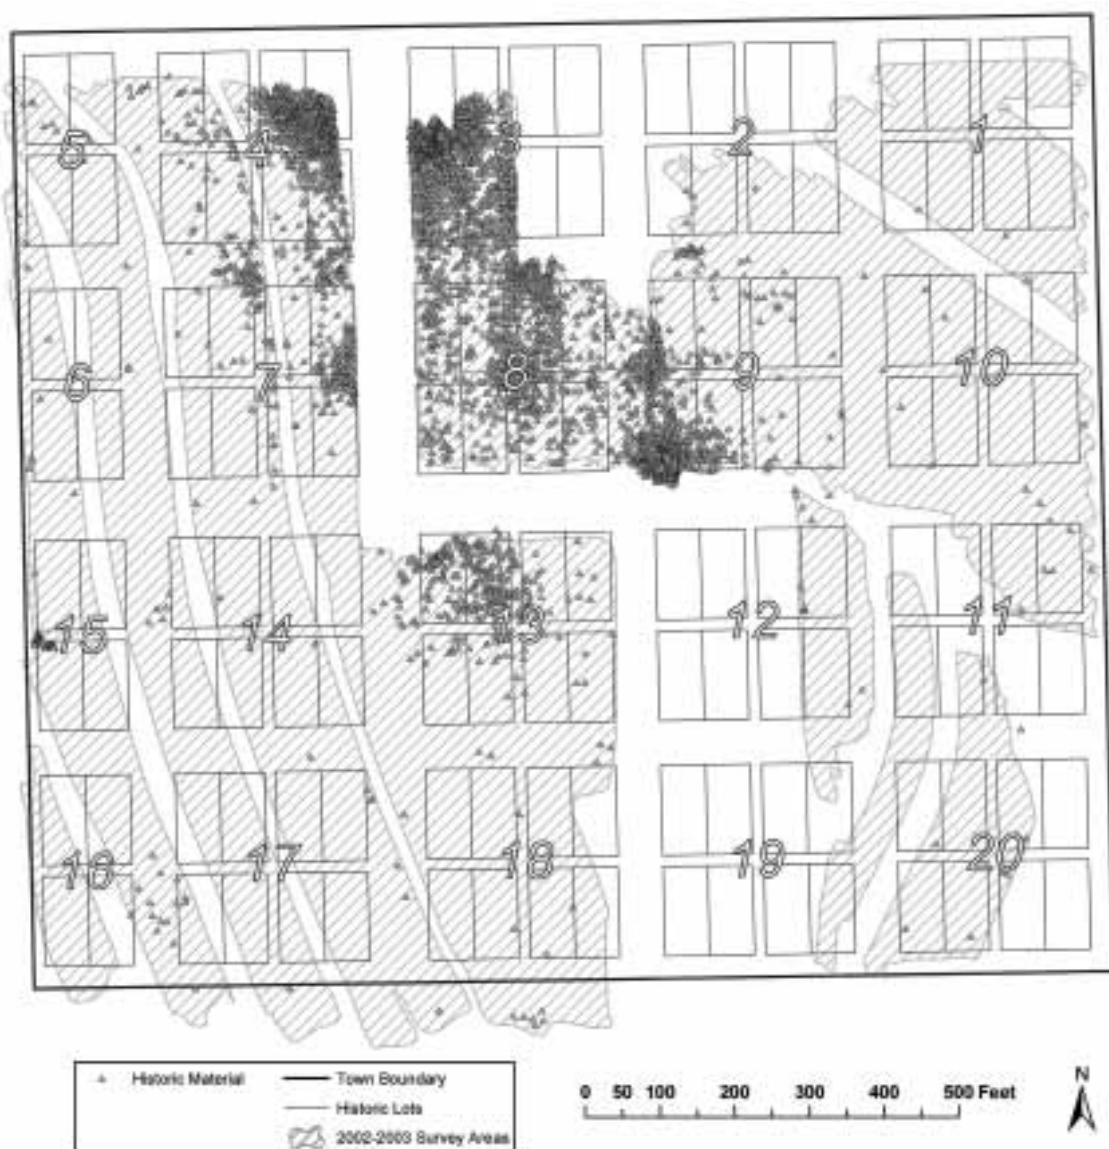 5 4 3 2 1
6 7 8 9 10
15 14 13 12 11
16 17 18 19 20
Historic Material
Town Boundary
Historic Lots
2002-2003 Survey Areas
0 50 100 200 300 400 500 Feet
N